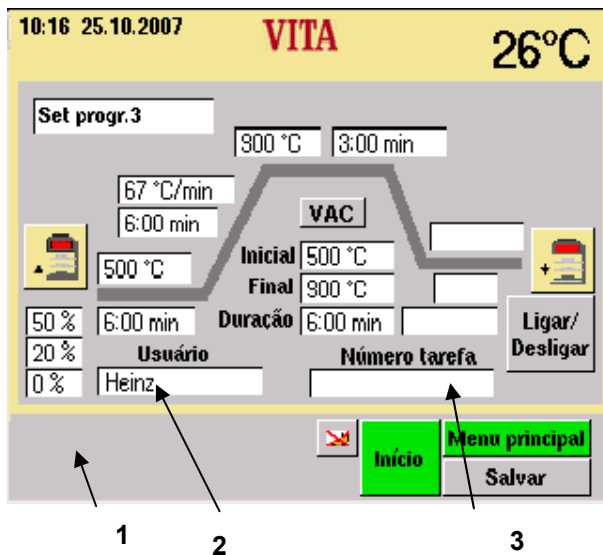 10:16 25.10.2007
VITA
26°C
Set progr.3
900 °C
3:00 min
67 °C/min
6:00 min
VAC
500 °C
Inicial 500 °C
Final 900 °C
50 %
6:00 min
Duração 6:00 min
Ligar/
Desligar
20 %
Usuário
Número tarefa
0 %
Heinz
Início
Menu principal
Salvar
1
2
3